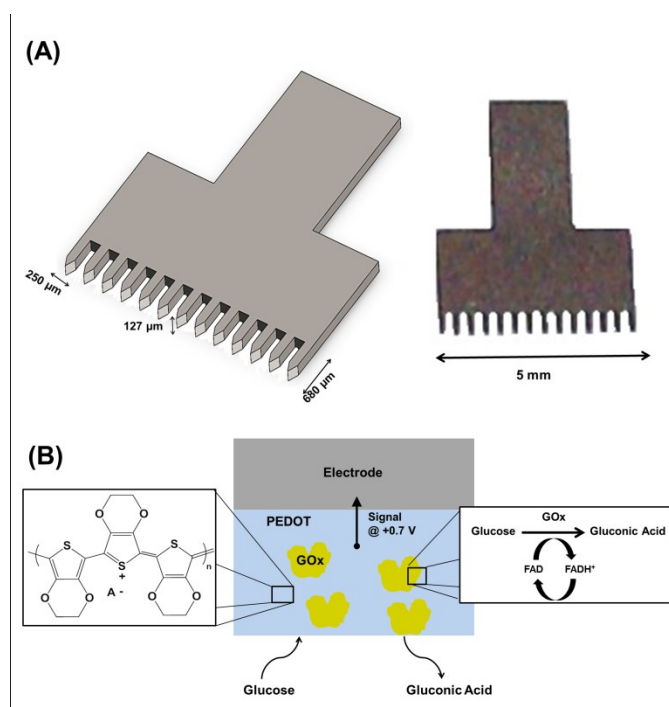 (A)
250 µm
127 µm
680 µm
5 mm
(B)
Electrode
PEDOT
Signal
@ +0.7 V
GOx
Glucose
Gluconic Acid
S
O
O
O
O
S
+
A -
S
O
O
n
GOx
Glucose
Gluconic Acid
FAD
FADH⁺